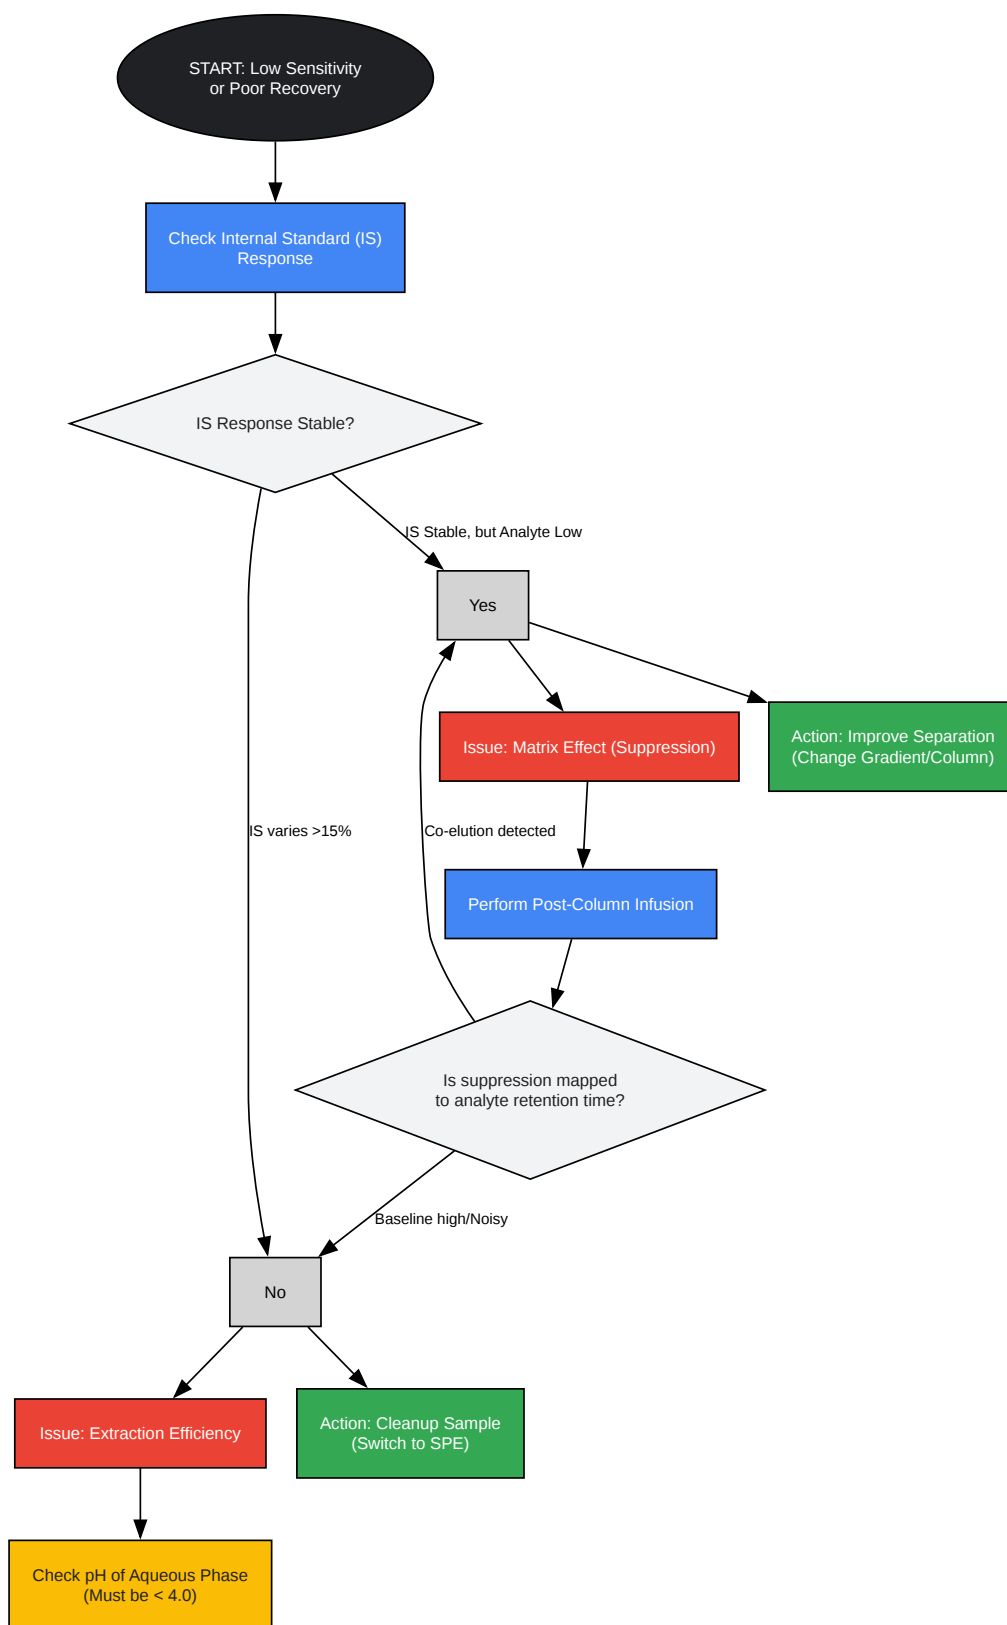 START: Low Sensitivity
or Poor Recovery
Check Internal Standard (IS)
Response
IS Response Stable?
IS Stable, but Analyte Low
Yes
Issue: Matrix Effect (Suppression)
Action: Improve Separation
(Change Gradient/Column)
IS varies >15%
Co-elution detected
Perform Post-Column Infusion
Is suppression mapped
to analyte retention time?
Baseline high/Noisy
No
Issue: Extraction Efficiency
Action: Cleanup Sample
(Switch to SPE)
Check pH of Aqueous Phase
(Must be < 4.0)